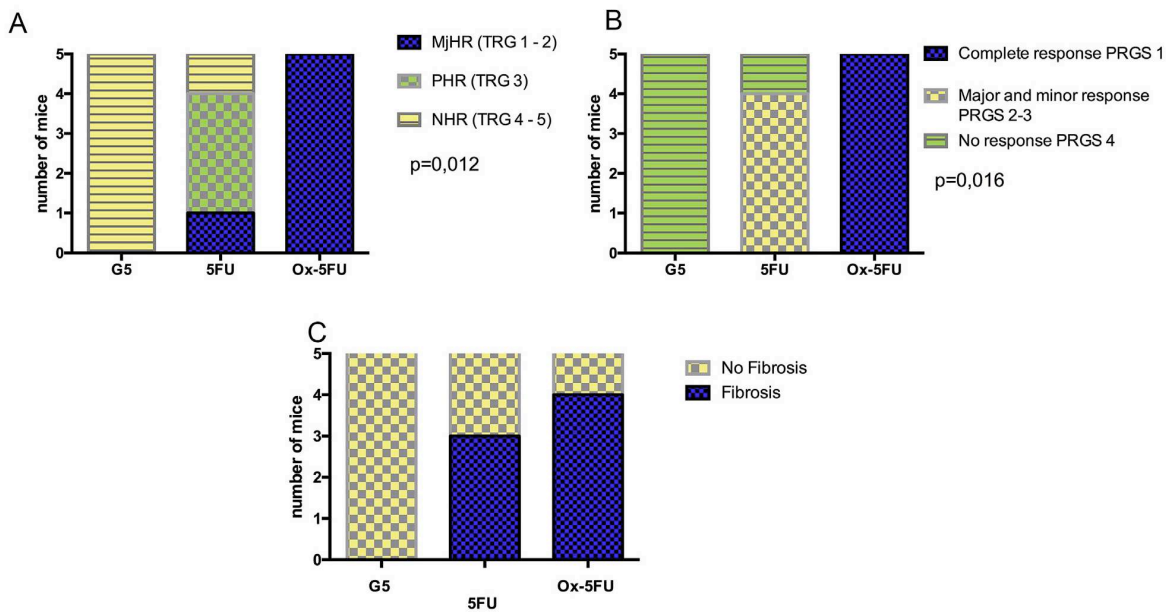 A
number of mice
5
4
3
2
1
0
G5 5FU Ox-5FU
MjHR (TRG 1 - 2)
PHR (TRG 3)
NHR (TRG 4 - 5)
p=0,012
B
number of mice
5
4
3
2
1
0
G5 5FU Ox-5FU
Complete response PRGS 1
Major and minor response
PRGS 2-3
No response PRGS 4
p=0,016
C
number of mice
5
4
3
2
1
0
G5 5FU Ox-5FU
No Fibrosis
Fibrosis